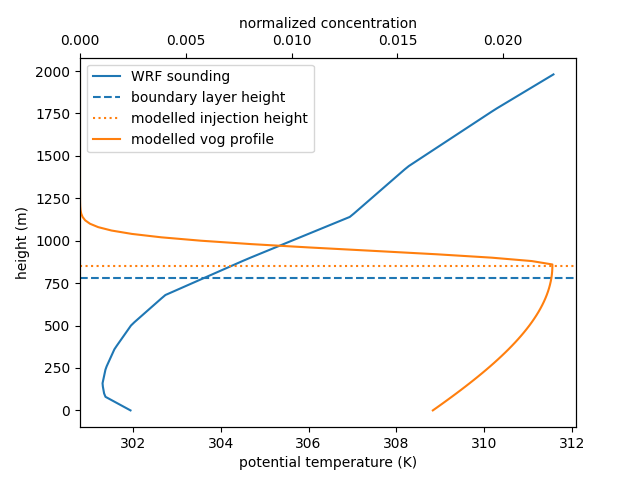 normalized concentration
0.000 0.005 0.010 0.015 0.020
WRF sounding
boundary layer height
modelled injection height
modelled vog profile
height (m)
2000
1750
1500
1250
1000
750
500
250
0
302 304 306 308 310 312
potential temperature (K)